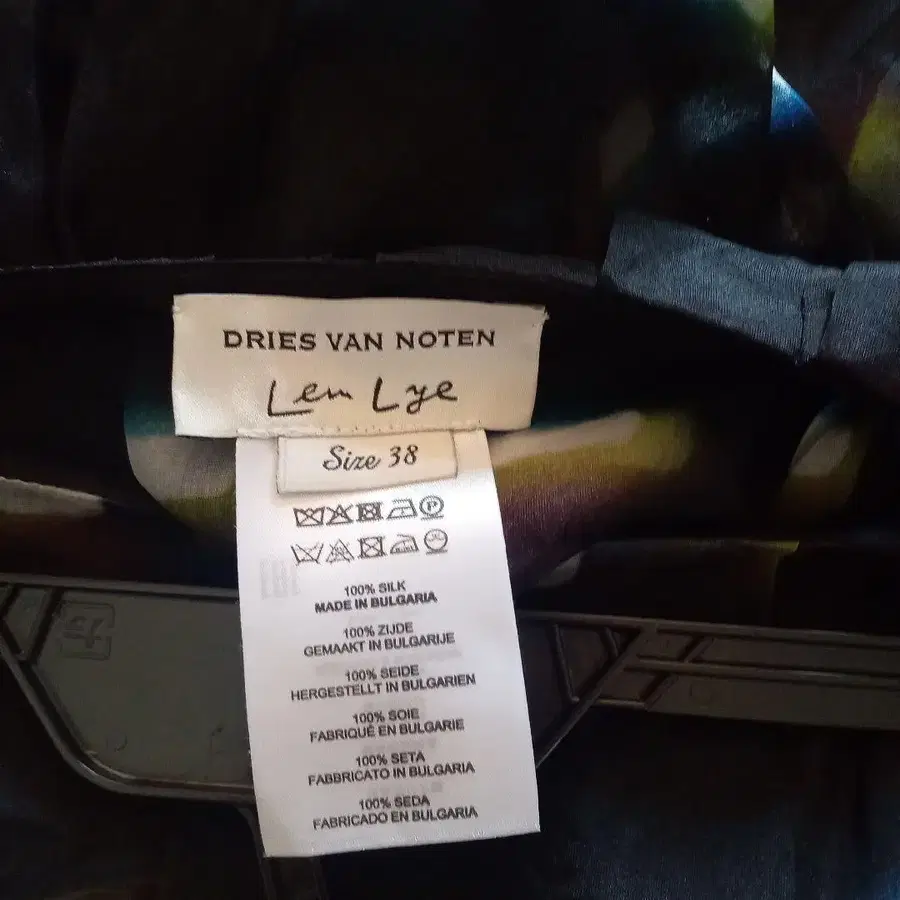 DRIES VAN NOTEN
Len Lye
Size 38
P
100% SILK
MADE IN BULGARIA
100% ZIJDE
GEMAAKT IN BULGARIJE
100% SEIDE
HERGESTELLT IN BULGARIEN
100% SOIE
FABRIQUÉ EN BULGARIE
100% SETA
FABBRICATO IN BULGARIA
100% SEDA
FABRICADO EN BULGARIA